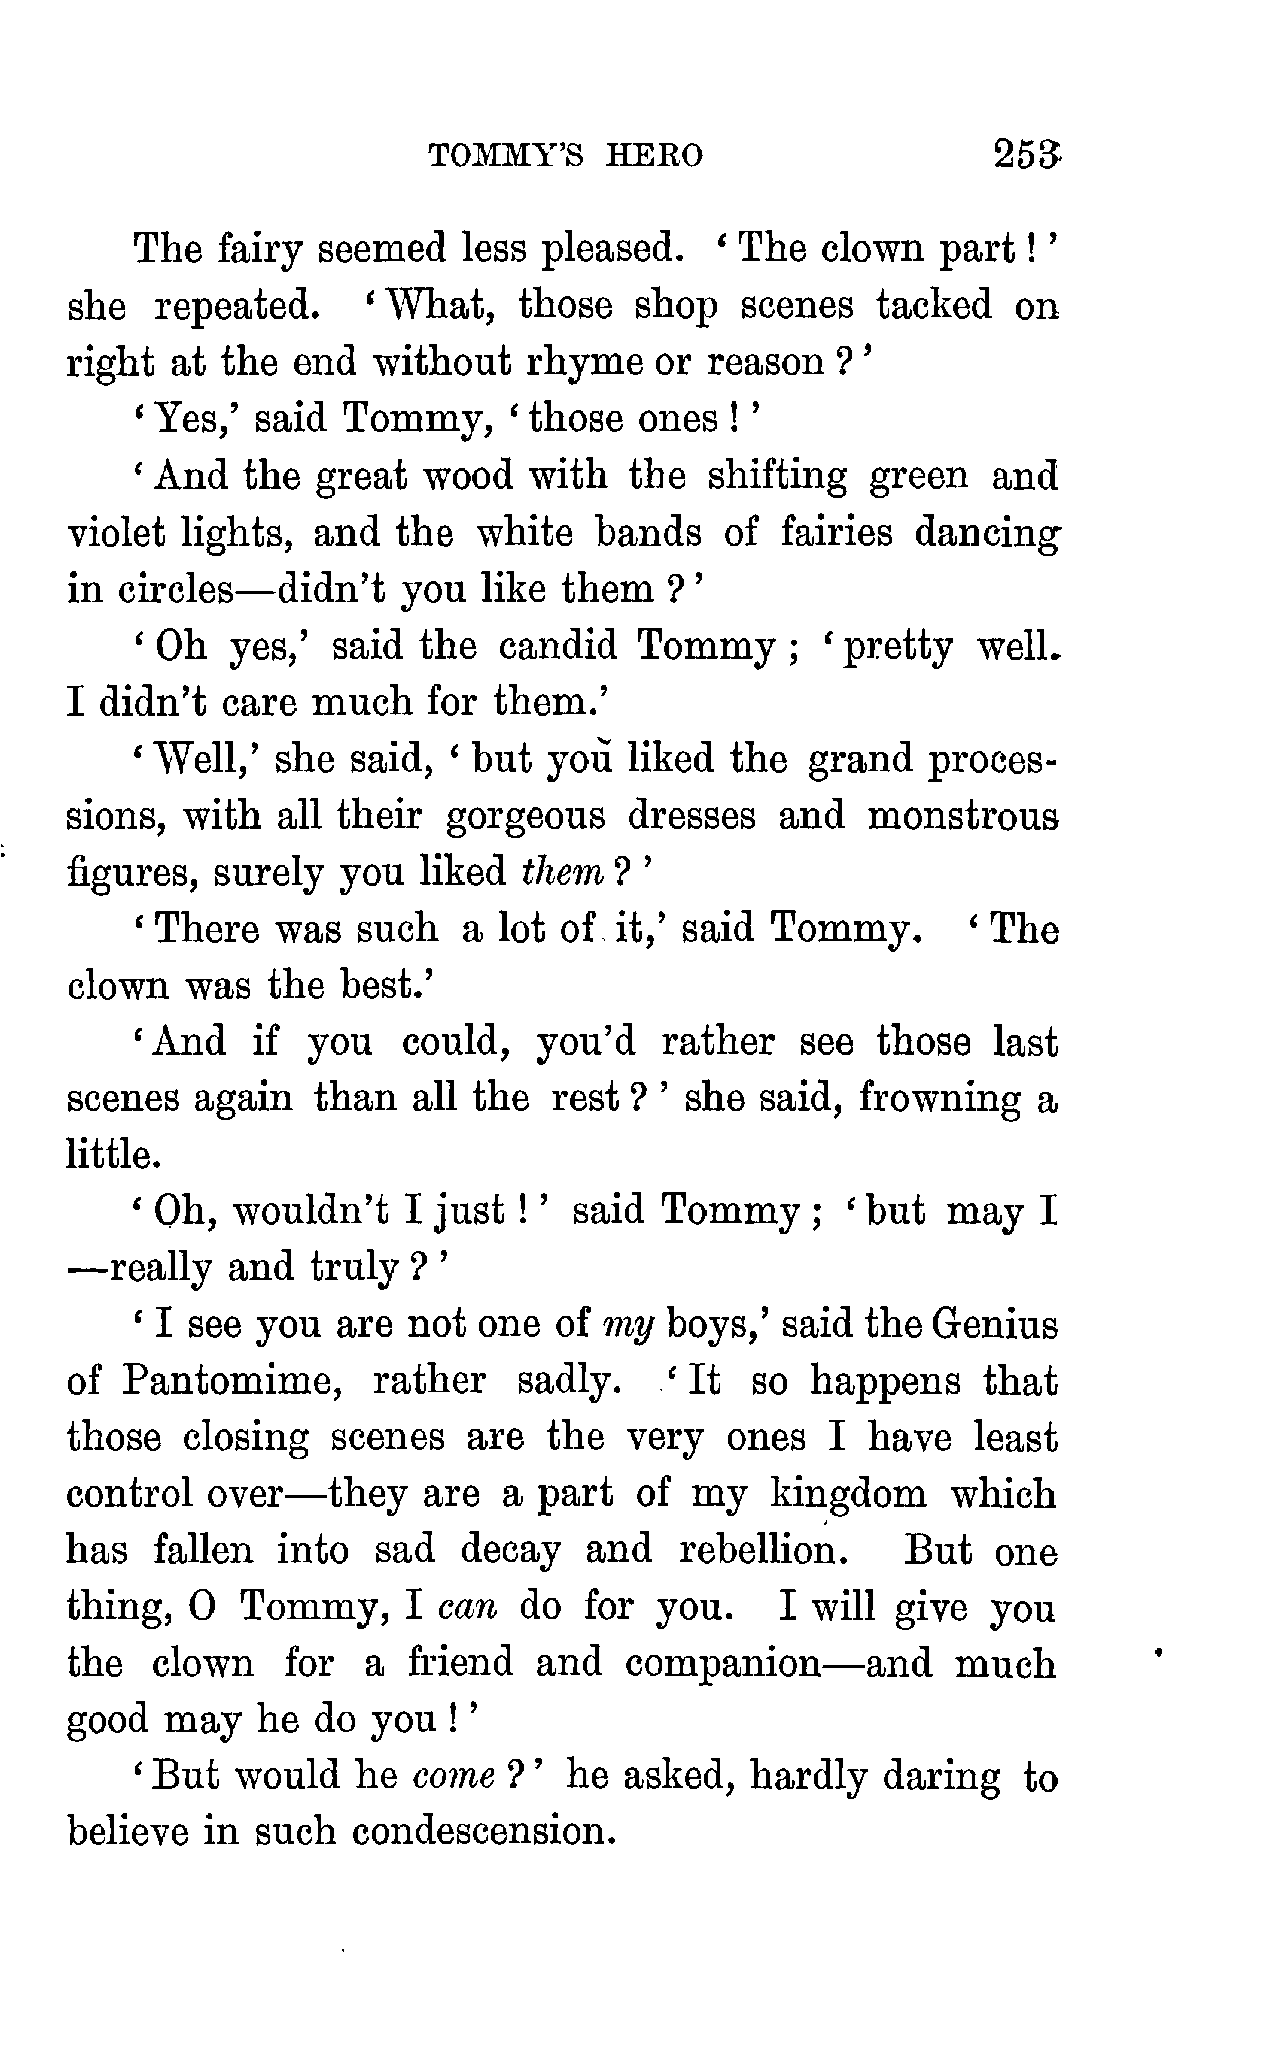 TOMMY'S HERO 253
The fairy seemed less pleased. ‘ The clown part ! ’
she repeated. ‘ What, those shop scenes tacked on
right at the end without rhyme or reason ? ’
‘ Yes,’ said Tommy, ‘ those ones ! ’
‘ And the great wood with the shifting green and
violet lights, and the white bands of fairies dancing
in circles—didn't you like them ? ’
‘ Oh yes,’ said the candid Tommy ; ‘ pretty well.
I didn't care much for them.’
‘ Well,’ she said, ‘ but you liked the grand proces-
sions, with all their gorgeous dresses and monstrous
figures, surely you liked them ? ’
‘ There was such a lot of it,’ said Tommy. ‘ The
clown was the best.’
‘ And if you could, you'd rather see those last
scenes again than all the rest ? ’ she said, frowning a
little.
‘ Oh, wouldn't I just ! ’ said Tommy ; ‘ but may I
—really and truly ? ’
‘ I see you are not one of my boys,’ said the Genius
of Pantomime, rather sadly. ‘ It so happens that
those closing scenes are the very ones I have least
control over—they are a part of my kingdom which
has fallen into sad decay and rebellion. But one
thing, O Tommy, I can do for you. I will give you
the clown for a friend and companion—and much
good may he do you ! ’
‘ But would he come ? ’ he asked, hardly daring to
believe in such condescension.